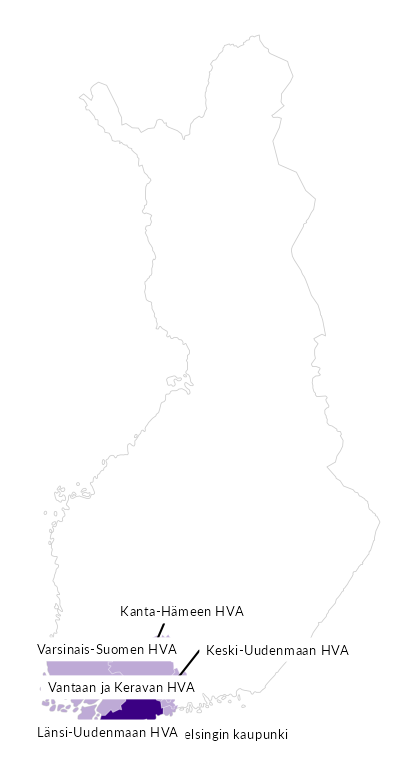 Kanta-Hämeen HVA
Varsinais-Suomen HVA
Keski-Uudenmaan HVA
Vantaan ja Keravan HVA
Länsi-Uudenmaan HVA
elsingin kaupunki